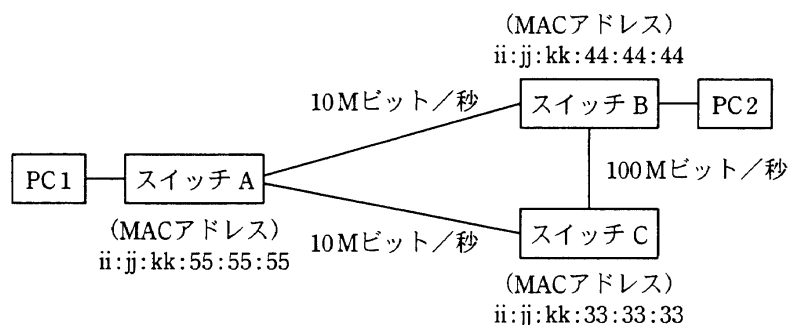 (MACアドレス)
ii:jj:kk:44:44:44
10Mビット/秒
スイッチB
PC2
PC1
スイッチA
100Mビット/秒
(MACアドレス)
ii:jj:kk:55:55:55
10Mビット/秒
スイッチC
(MACアドレス)
ii:jj:kk:33:33:33